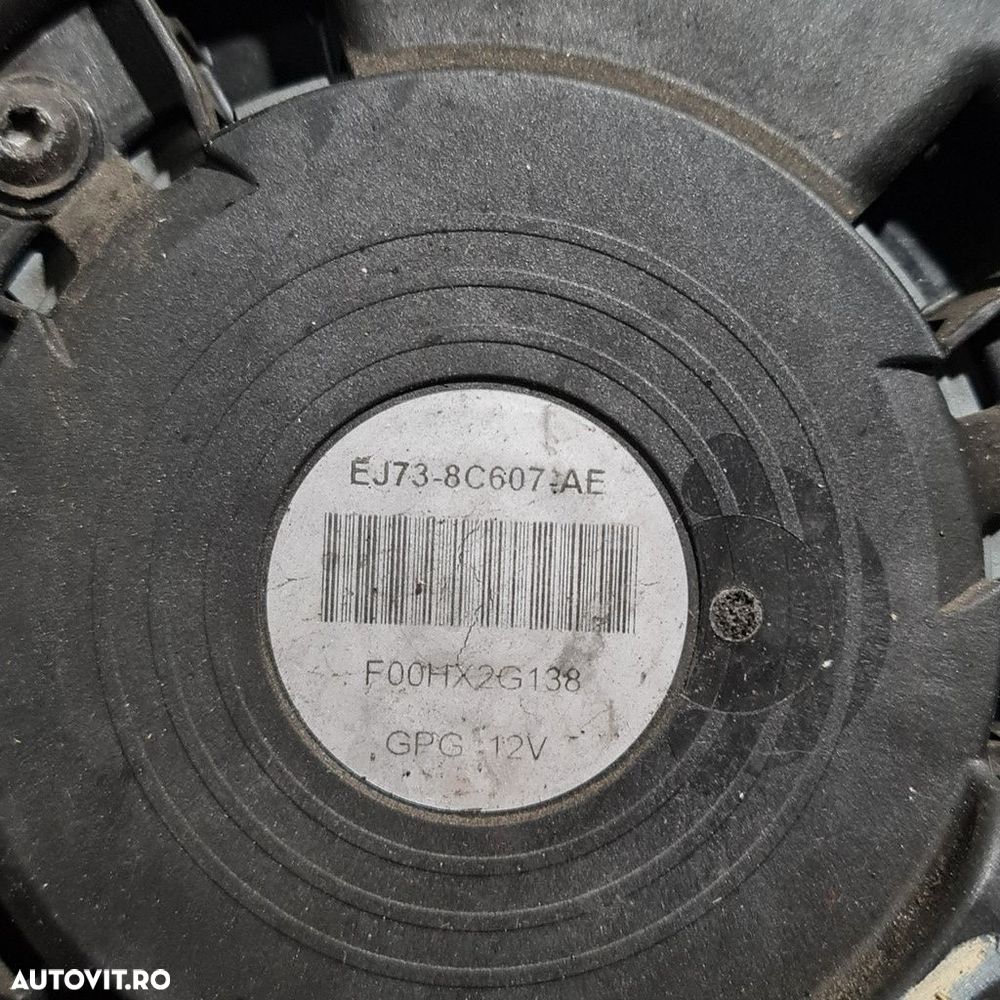 EJ73-8C607-AE
F00HX2G138
GPG 12V
AUTOVIT.RO